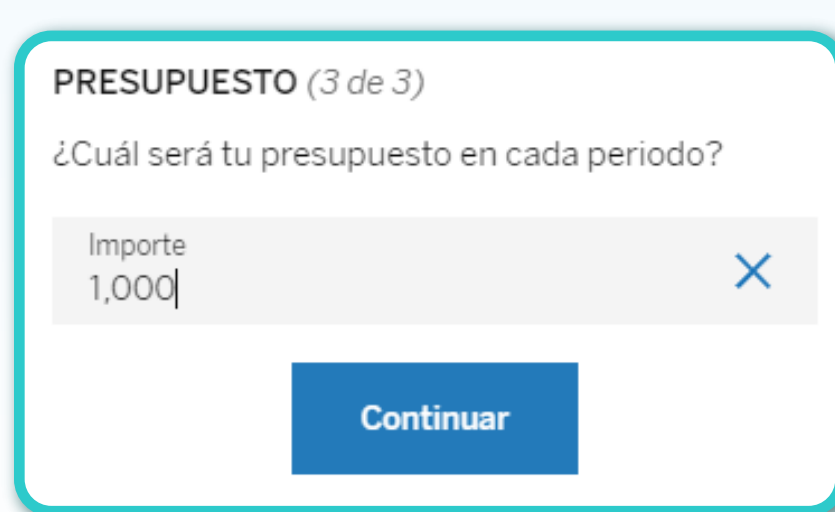 PRESUPUESTO (3 de 3)
¿Cuál será tu presupuesto en cada periodo?
Importe
1,000
Continuar